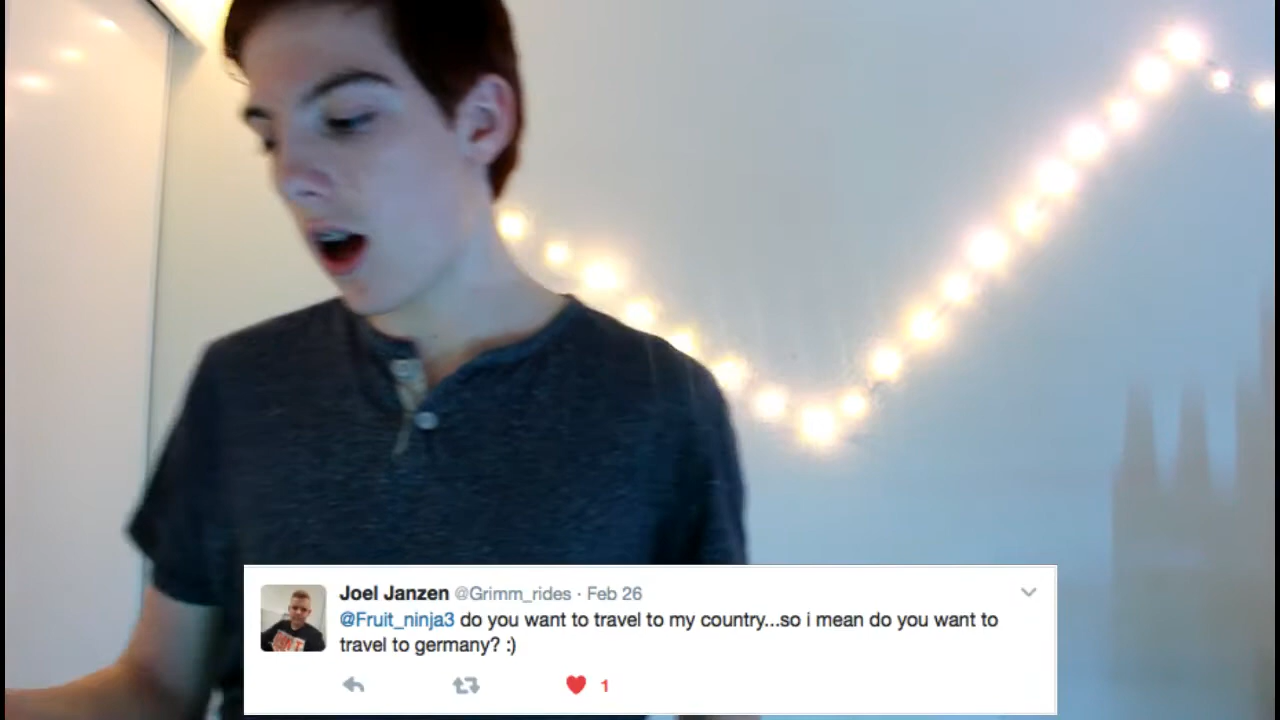 Joel Janzen @Grimm_rides · Feb 26
@Fruit_ninja3 do you want to travel to my country...so i mean do you want to
travel to germany? :)
1